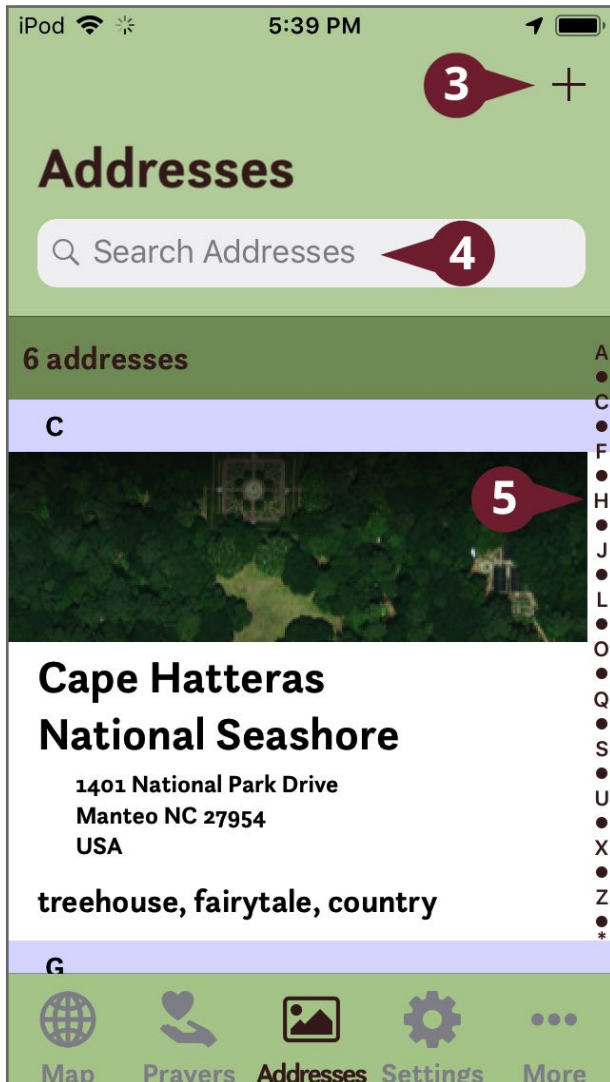 iPod 5:39 PM
3
Addresses
Search Addresses 4
6 addresses
C
5
Cape Hatteras
National Seashore
1401 National Park Drive
Manteo NC 27954
USA
treehouse, fairytale, country
G
A
C
F
H
J
L
O
Q
S
U
X
Z
*
Map Prayers Addresses Settings More